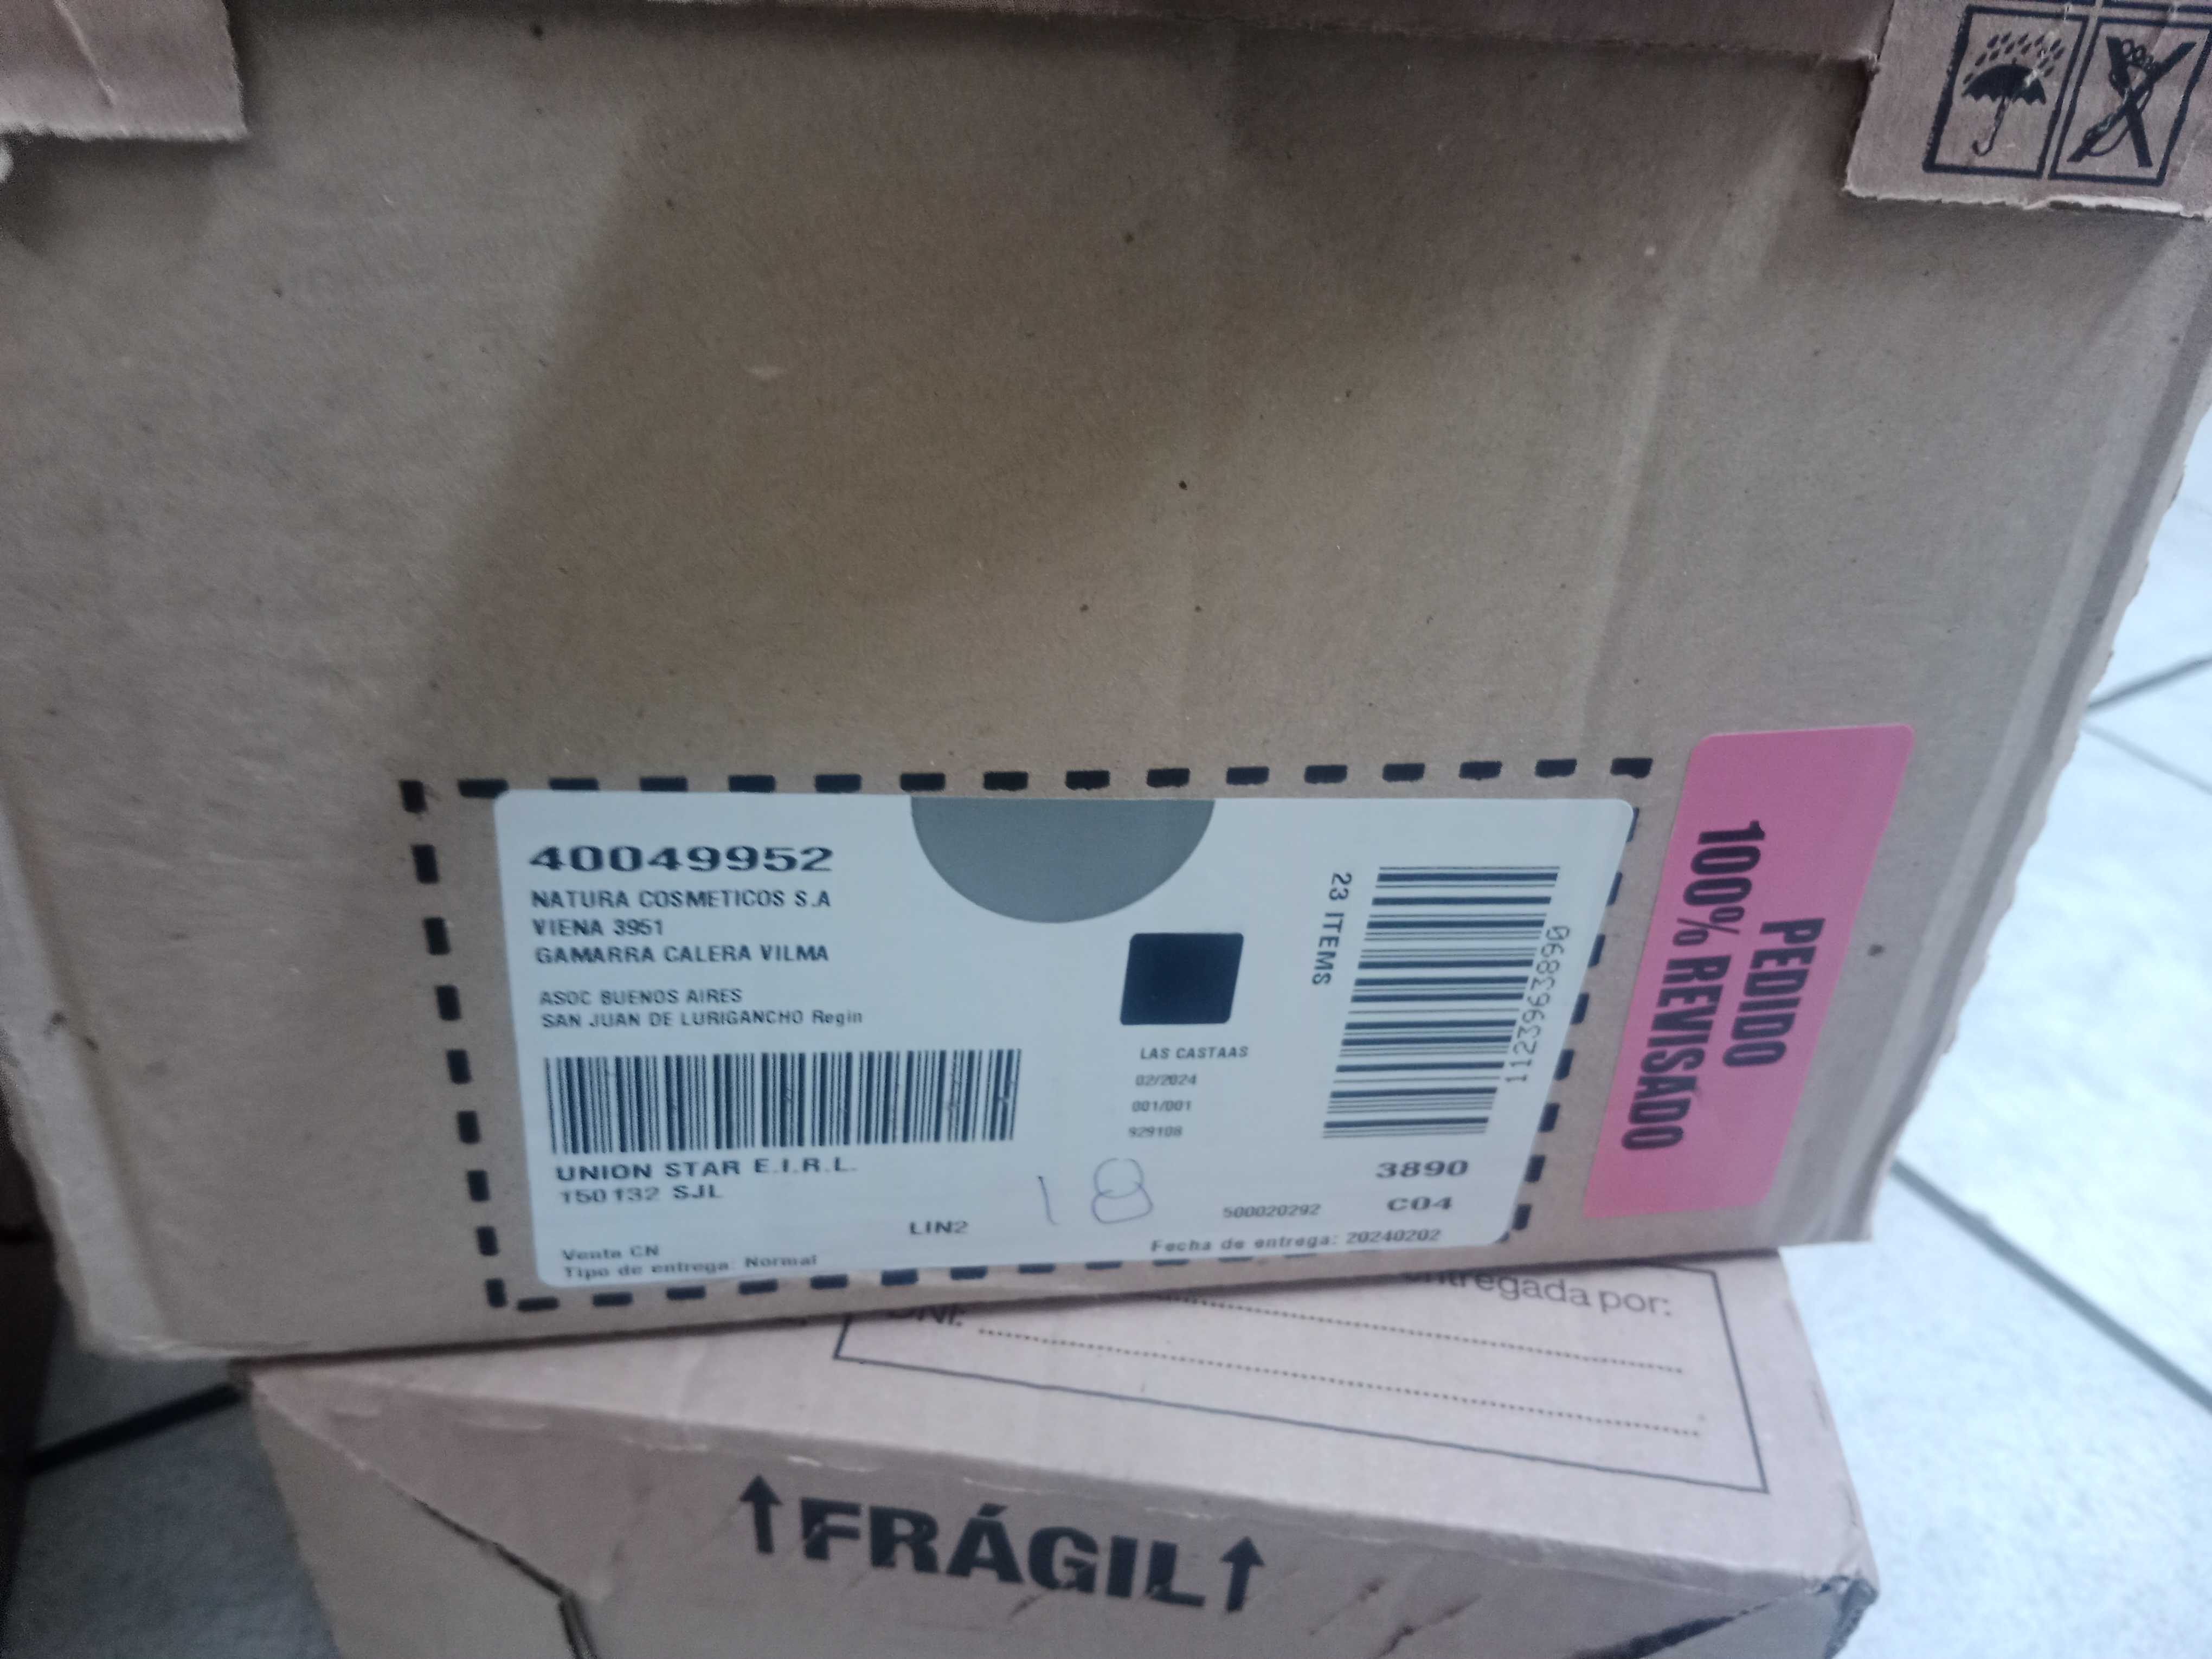 40049952
NATURA COSMETICOS S.A
VIENA 3951
GAMARRA CALERA VILMA
ASOC BUENOS AIRES
SAN JUAN DE LURIGANCHO Regin
UNION STAR E.I.R.L.
150132 SJL
LIN2
Venta CN
Tipo de entrega: Normal
LAS CASTAAS
02/2024
001/001
929108
18
23 ITEMS
1123963890
3890
500020292
C04
Fecha de entrega: 20240202
PEDIDO
100% REVISADO
entregada por:
DNI:
↑FRÁGIL↑